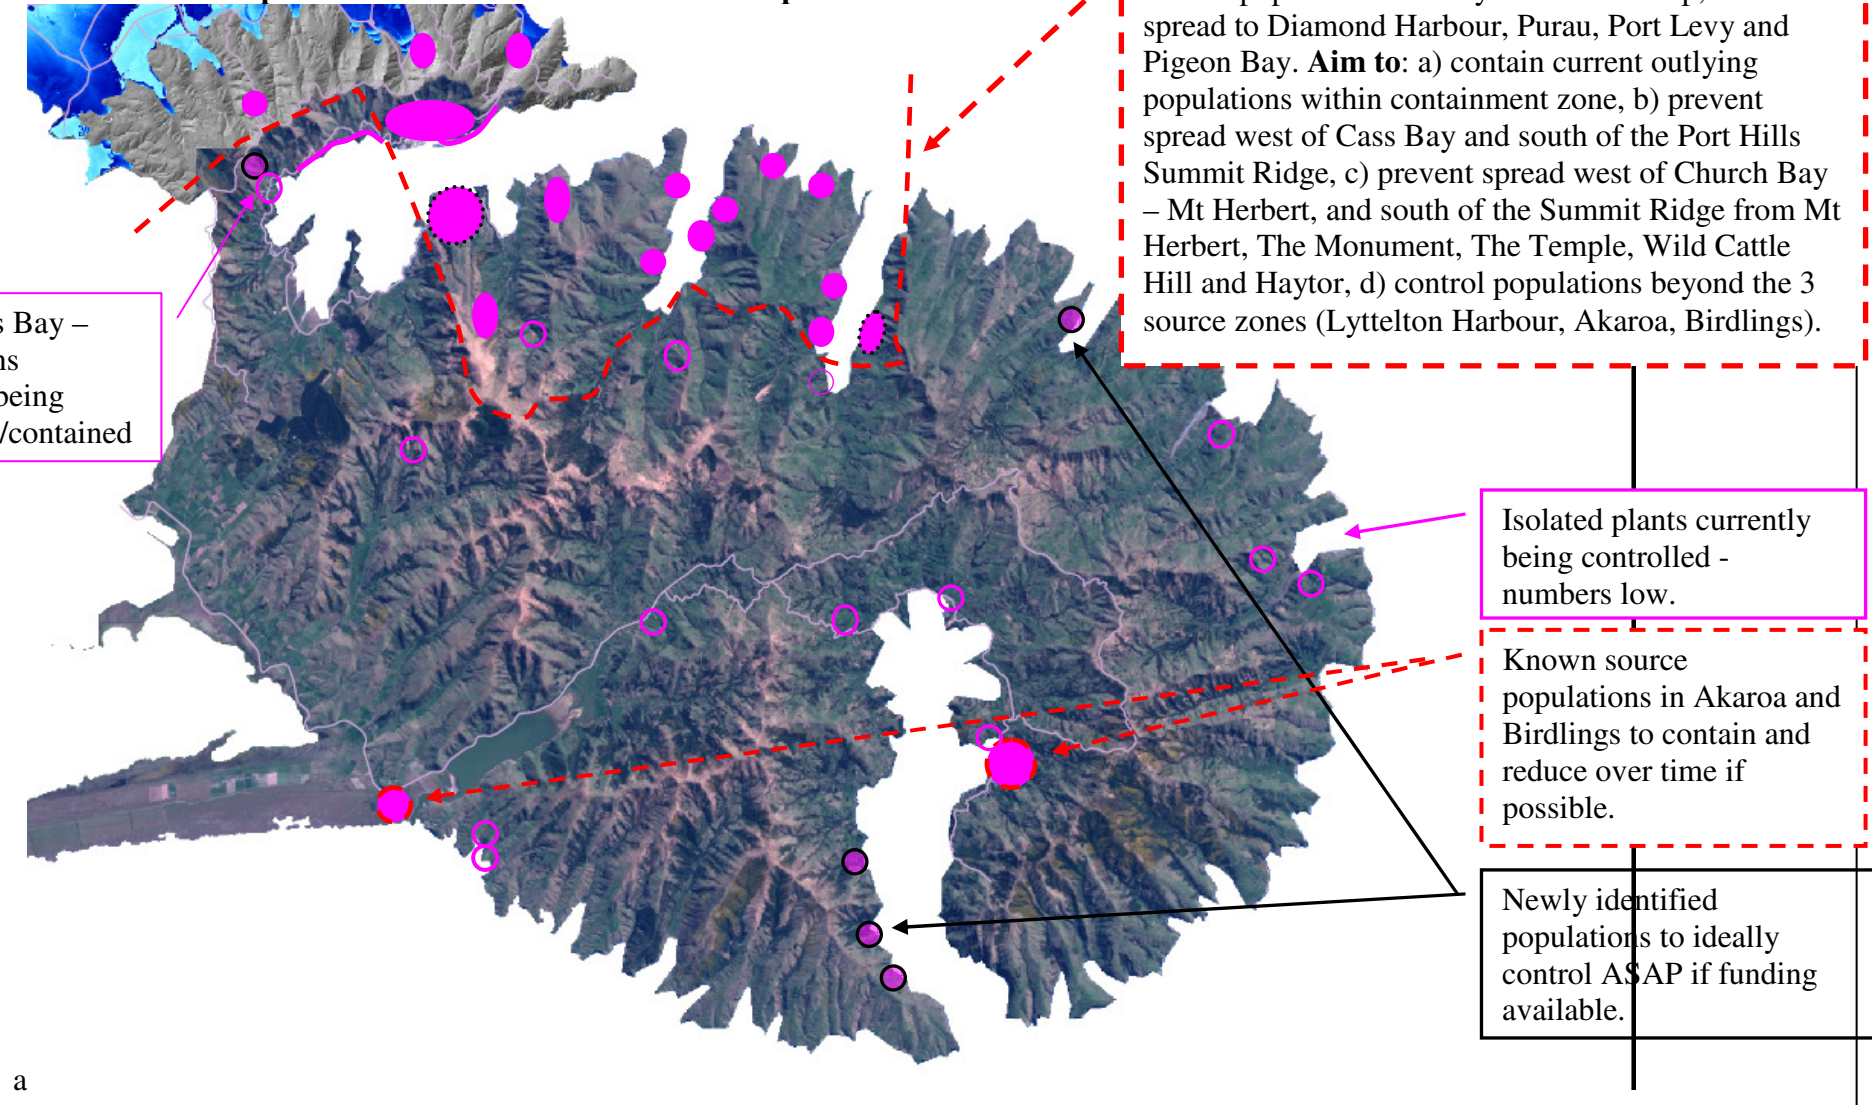 spread to Diamond Harbour, Purau, Port Levy and
Pigeon Bay. Aim to: a) contain current outlying
populations within containment zone, b) prevent
spread west of Cass Bay and south of the Port Hills
Summit Ridge, c) prevent spread west of Church Bay
– Mt Herbert, and south of the Summit Ridge from Mt
Herbert, The Monument, The Temple, Wild Cattle
Hill and Haytor, d) control populations beyond the 3
source zones (Lyttelton Harbour, Akaroa, Birdlings).
s Bay –
ns
being
/contained
Isolated plants currently
being controlled -
numbers low.
Known source
populations in Akaroa and
Birdlings to contain and
reduce over time if
possible.
Newly identified
populations to ideally
control ASAP if funding
available.
a